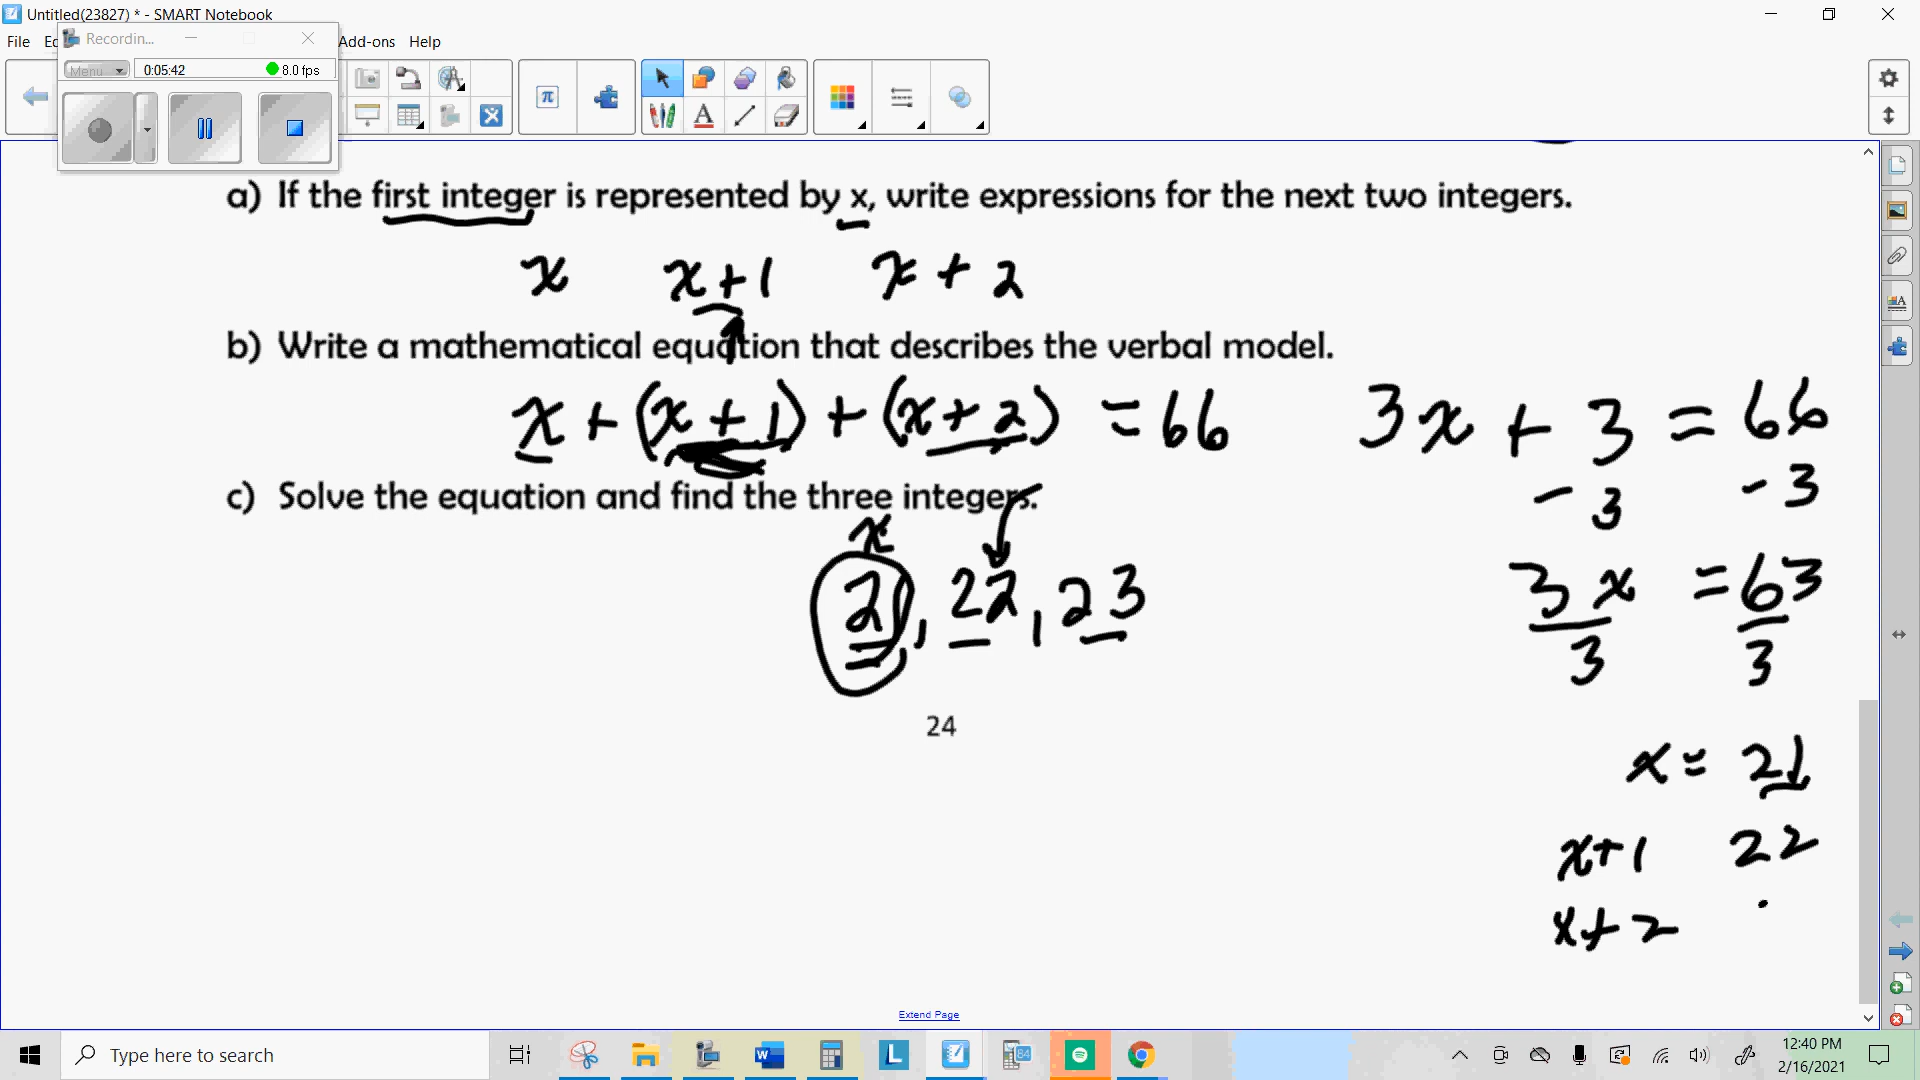 Untitled(23827) * - SMART Notebook
File
Recordin...
Add-ons Help
Menu 0:05:42 8.0 fps
a) If the first integer is represented by x, write expressions for the next two integers.
x x+1 x+2
b) Write a mathematical equation that describes the verbal model.
x + (x + 1) + (x + 2) = 66
3x + 3 = 66
- 3 - 3
c) Solve the equation and find the three integers.
x
21, 22, 23
3x = 63
3 3
24
x = 21
x+1 22
x+2
Extend Page
Type here to search
12:40 PM
2/16/2021